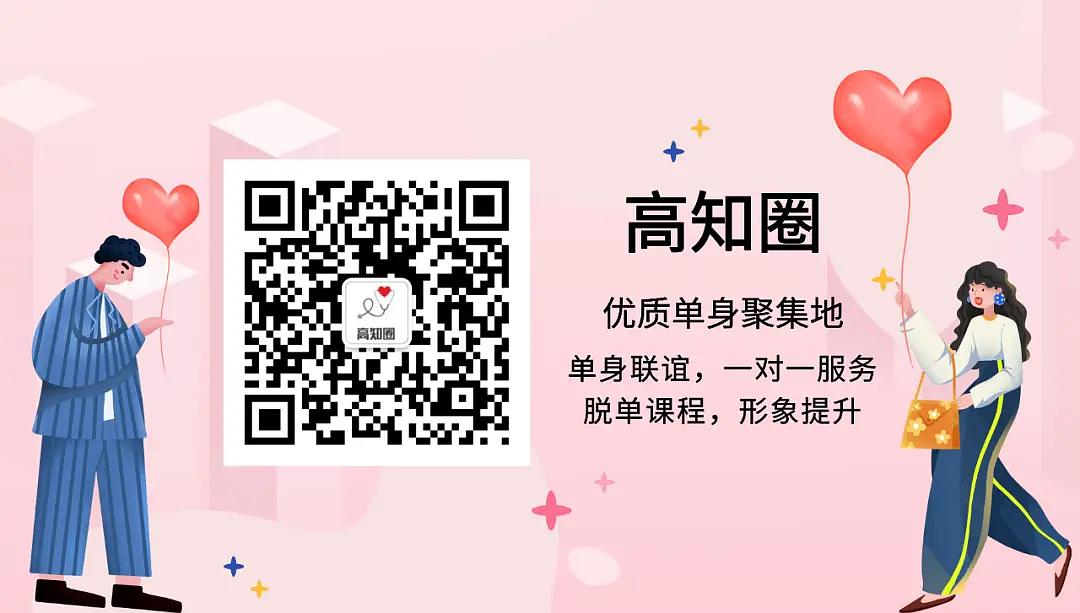 高知圈
高知圈
优质单身聚集地
单身联谊，一对一服务
脱单课程，形象提升